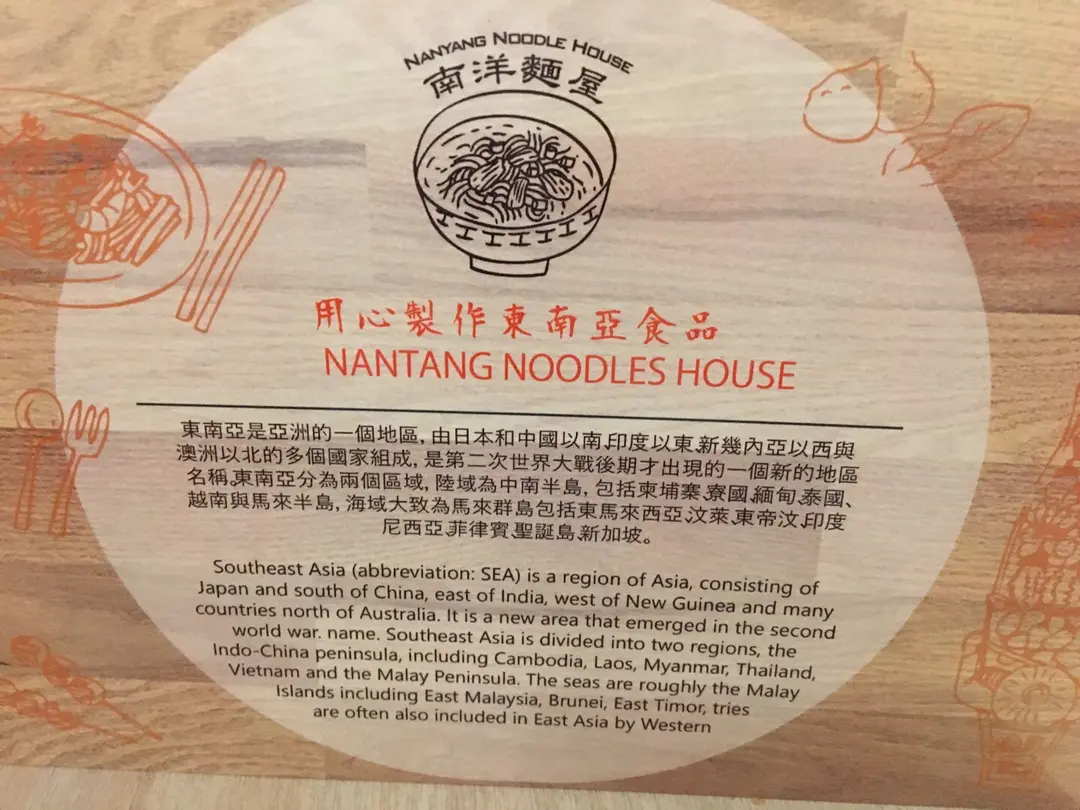 NANYANG NOODLE HOUSE
南洋麵屋
用心製作東南亞食品
NANTANG NOODLES HOUSE
東南亞是亞洲的一個地區, 由日本和中國以南,印度以東,新幾內亞以西與
澳洲以北的多個國家組成, 是第二次世界大戰後期才出現的一個新的地區
名稱,東南亞分為兩個區域, 陸域為中南半島, 包括柬埔寨,寮國,緬甸,泰國、
越南與馬來半島, 海域大致為馬來群島包括東馬來西亞,汶萊,東帝汶,印度
尼西亞,菲律賓,聖誕島,新加坡。
Southeast Asia (abbreviation: SEA) is a region of Asia, consisting of
Japan and south of China, east of India, west of New Guinea and many
countries north of Australia. It is a new area that emerged in the second
world war. name. Southeast Asia is divided into two regions, the
Indo-China peninsula, including Cambodia, Laos, Myanmar, Thailand,
Vietnam and the Malay Peninsula. The seas are roughly the Malay
Islands including East Malaysia, Brunei, East Timor, tries
are often also included in East Asia by Western